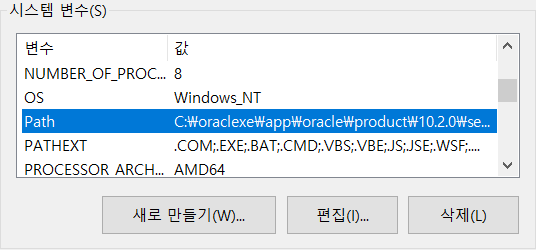 시스템 변수(S)
변수 값
NUMBER_OF_PROC... 8
OS Windows_NT
Path C:₩oraclexe₩app₩oracle₩product₩10.2.0₩se...
PATHEXT .COM;.EXE;.BAT;.CMD;.VBS;.VBE;.JS;.JSE;.WSF;....
PROCESSOR_ARCH... AMD64
새로 만들기(W)... 편집(I)... 삭제(L)